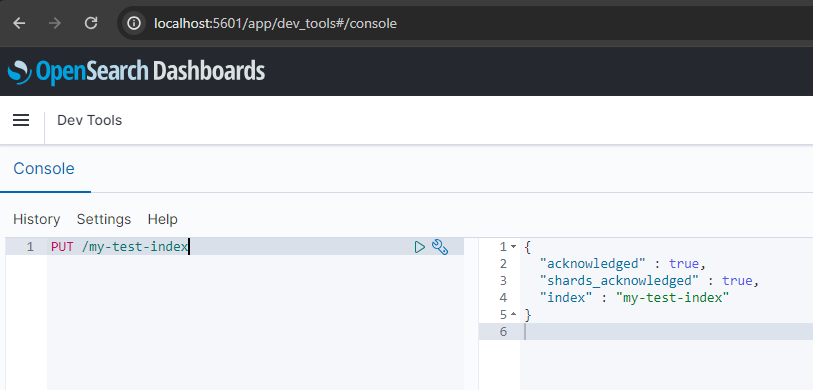 localhost:5601/app/dev_tools#/console
OpenSearch Dashboards
Dev Tools
Console
History Settings Help
1 PUT /my-test-index
1 {
2 "acknowledged" : true,
3 "shards_acknowledged" : true,
4 "index" : "my-test-index"
5 }
6